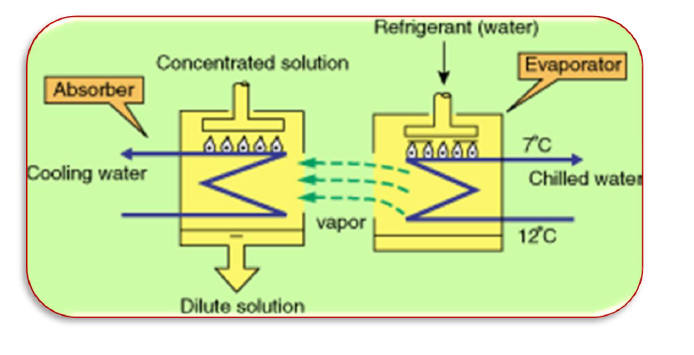 Refrigerant (water)
Concentrated solution
Evaporator
Absorber
7°C
Cooling water
Chilled water
vapor
12°C
Dilute solution